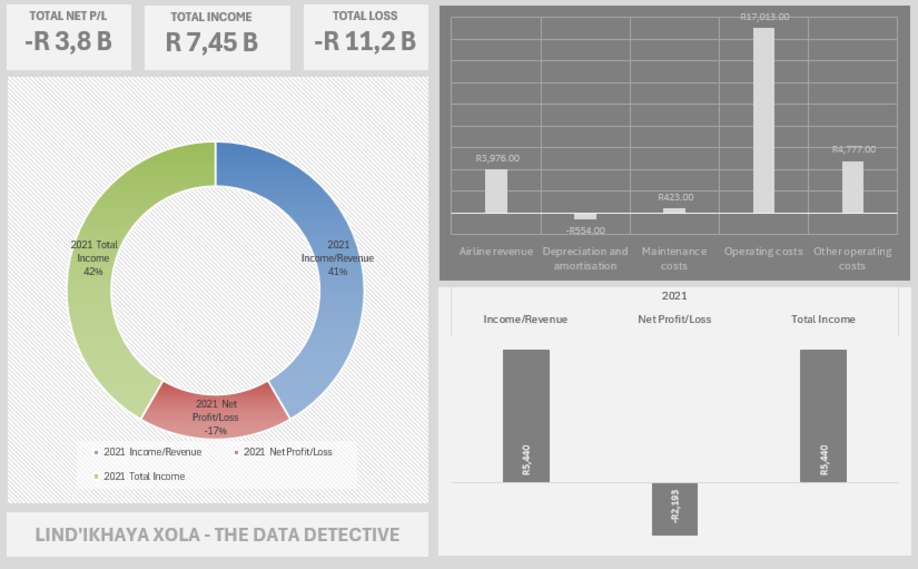 TOTAL NET P/L
-R 3,8 B
TOTAL INCOME
R 7,45 B
TOTAL LOSS
-R 11,2 B
2021 Total
Income
42%
2021
Income/Revenue
41%
2021 Net
Profit/Loss
-17%
2021 Income/Revenue
2021 Net Profit/Loss
2021 Total Income
LIND'IKHAYA XOLA - THE DATA DETECTIVE
R17,013.00
R3,976.00
-R554.00
R423.00
R4,777.00
Airline revenue
Depreciation and
amortisation
Maintenance
costs
Operating costs
Other operating
costs
2021
Income/Revenue
Net Profit/Loss
Total Income
R5,440
-R2,193
R5,440